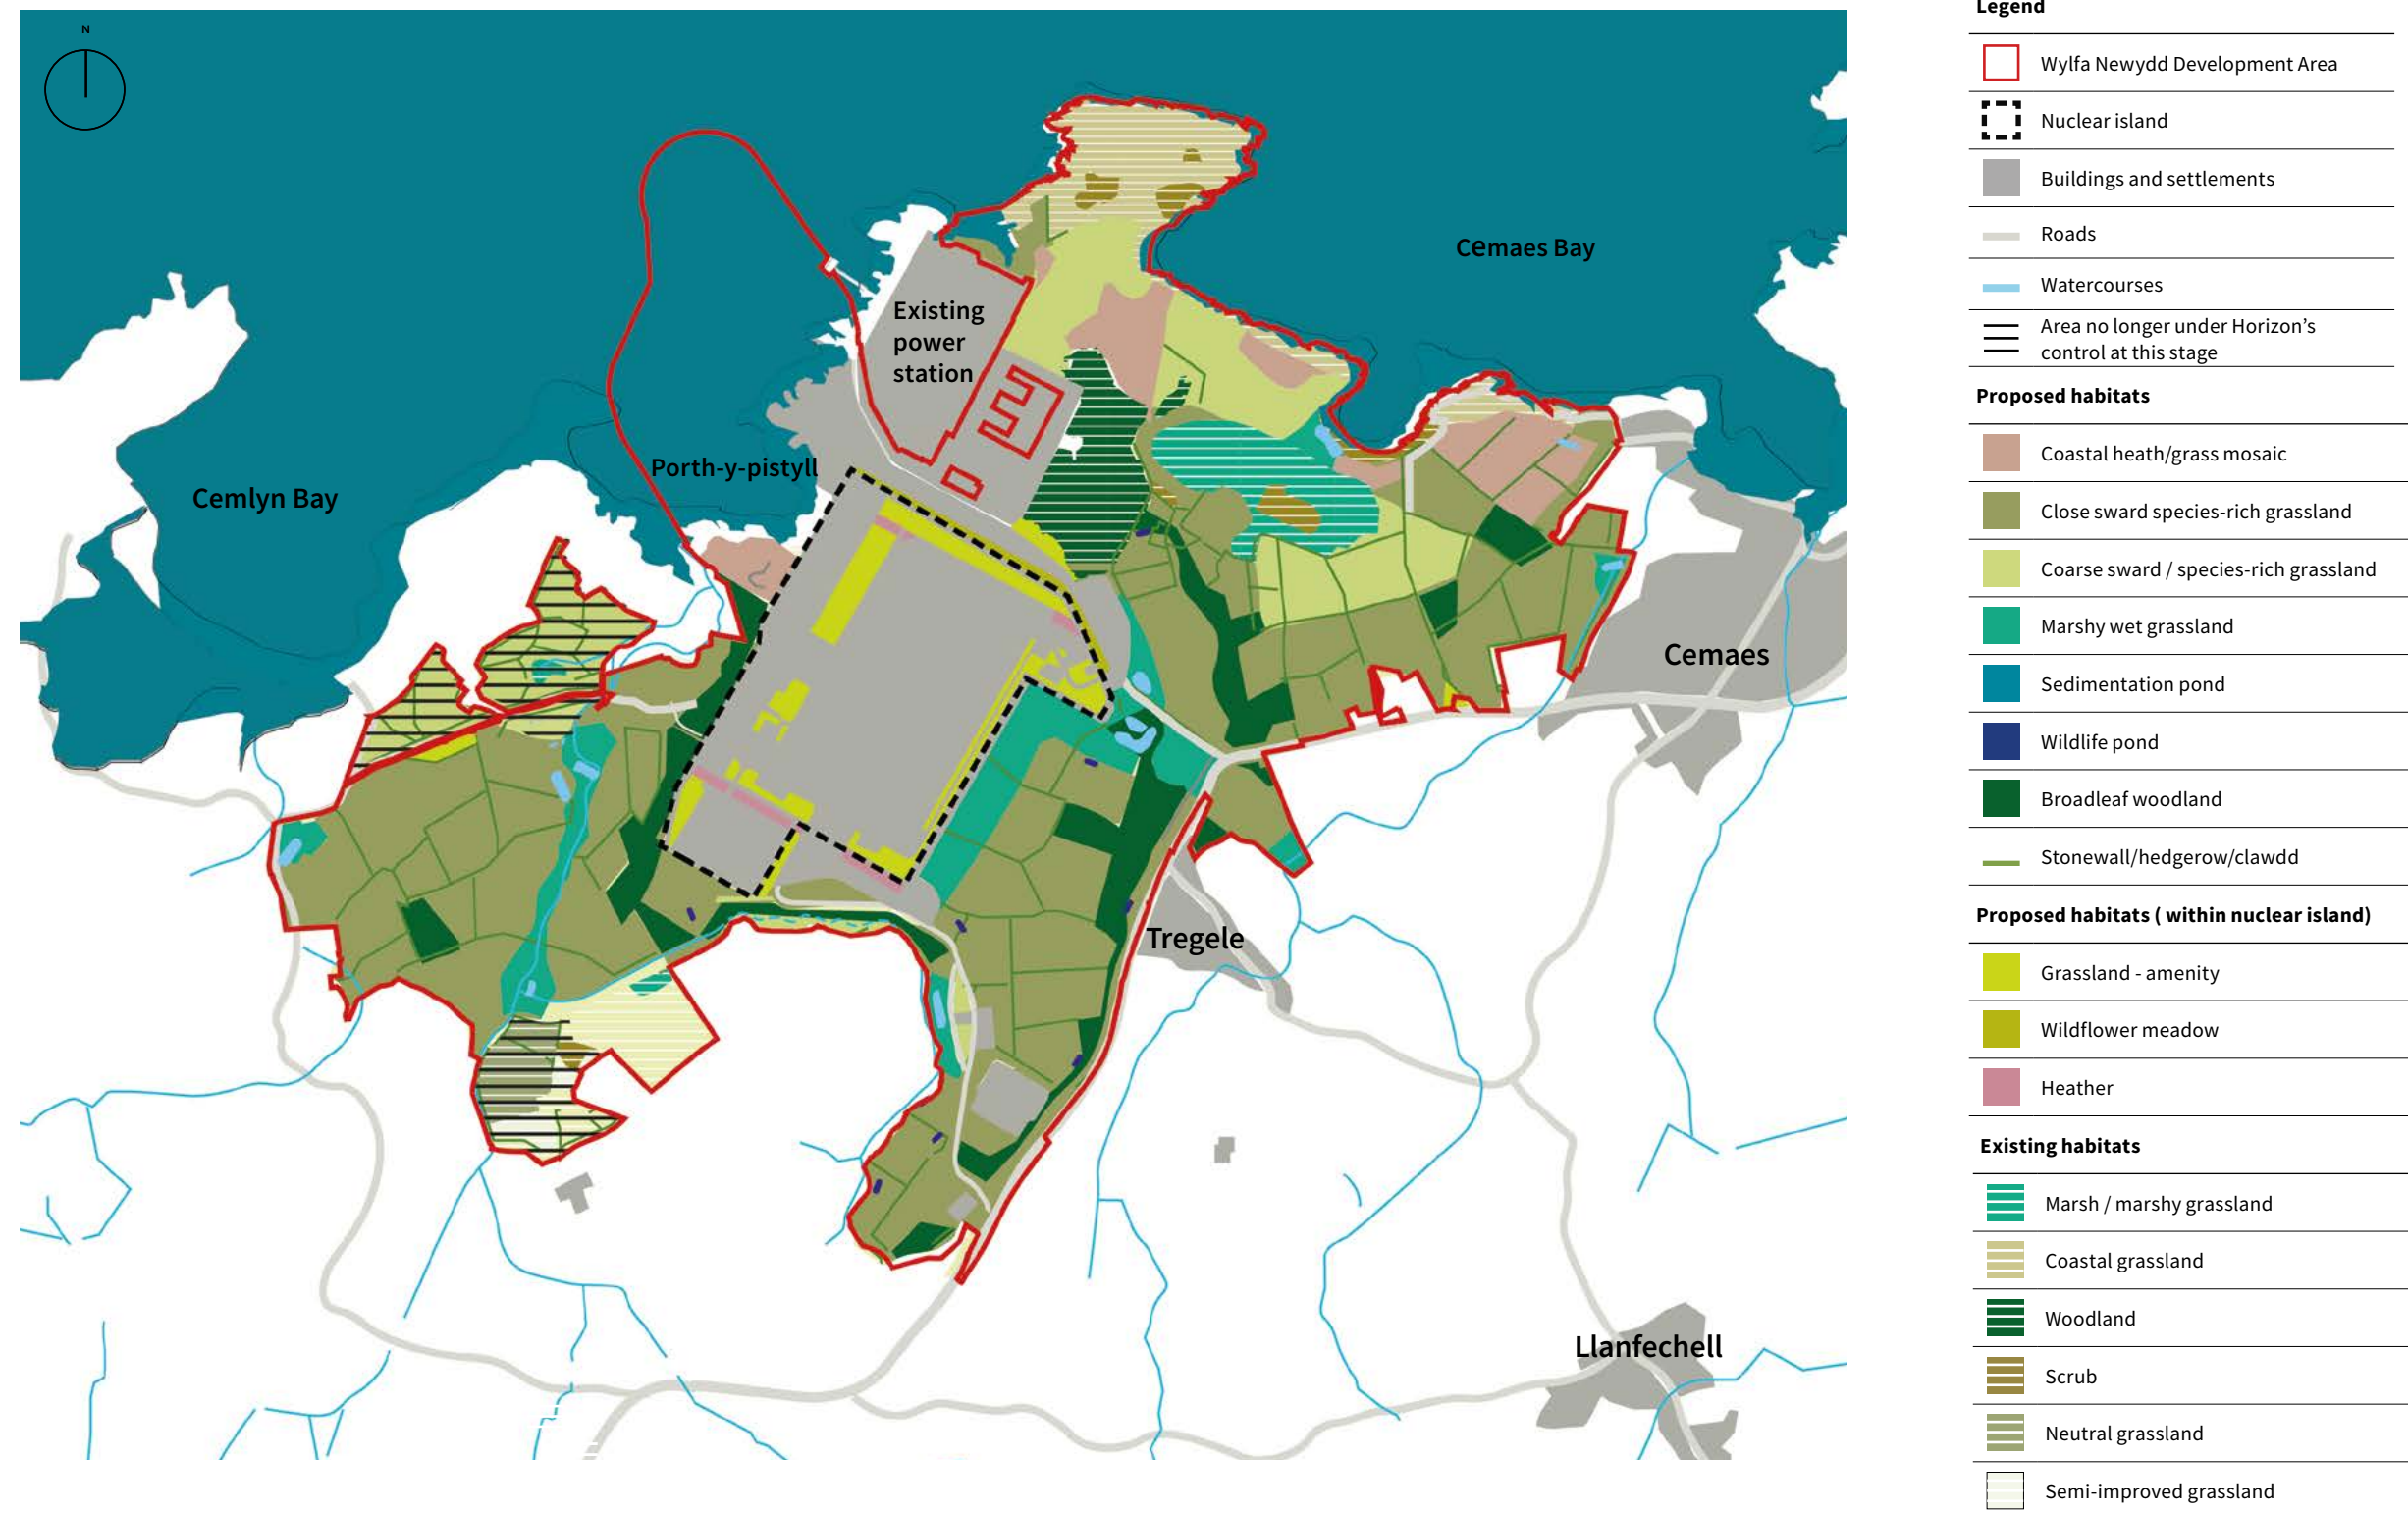 N
Cemaes Bay
Existing
power
station
Porth-y-pistyll
Cemlyn Bay
Cemaes
Tregele
Llanfechell
Legend
Wylfa Newydd Development Area
Nuclear island
Buildings and settlements
Roads
Watercourses
Area no longer under Horizon’s
control at this stage
Proposed habitats
Coastal heath/grass mosaic
Close sward species-rich grassland
Coarse sward / species-rich grassland
Marshy wet grassland
Sedimentation pond
Wildlife pond
Broadleaf woodland
Stonewall/hedgerow/clawdd
Proposed habitats ( within nuclear island)
Grassland - amenity
Wildflower meadow
Heather
Existing habitats
Marsh / marshy grassland
Coastal grassland
Woodland
Scrub
Neutral grassland
Semi-improved grassland